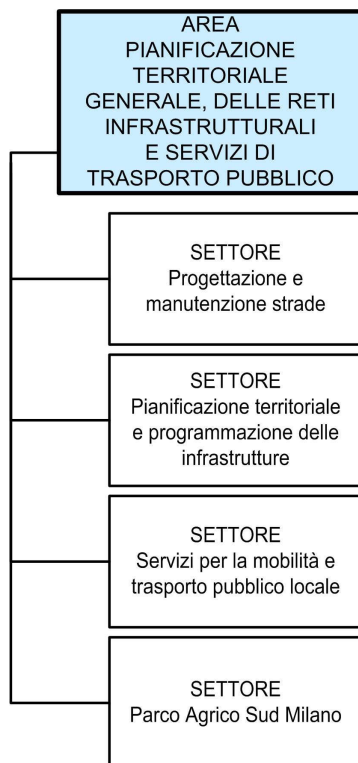 AREA
PIANIFICAZIONE
TERRITORIALE
GENERALE, DELLE RETI
INFRASTRUTTURALI
E SERVIZI DI
TRASPORTO PUBBLICO
SETTORE
Progettazione e
manutenzione strade
SETTORE
Pianificazione territoriale
e programmazione delle
infrastrutture
SETTORE
Servizi per la mobilità e
trasporto pubblico locale
SETTORE
Parco Agrico Sud Milano